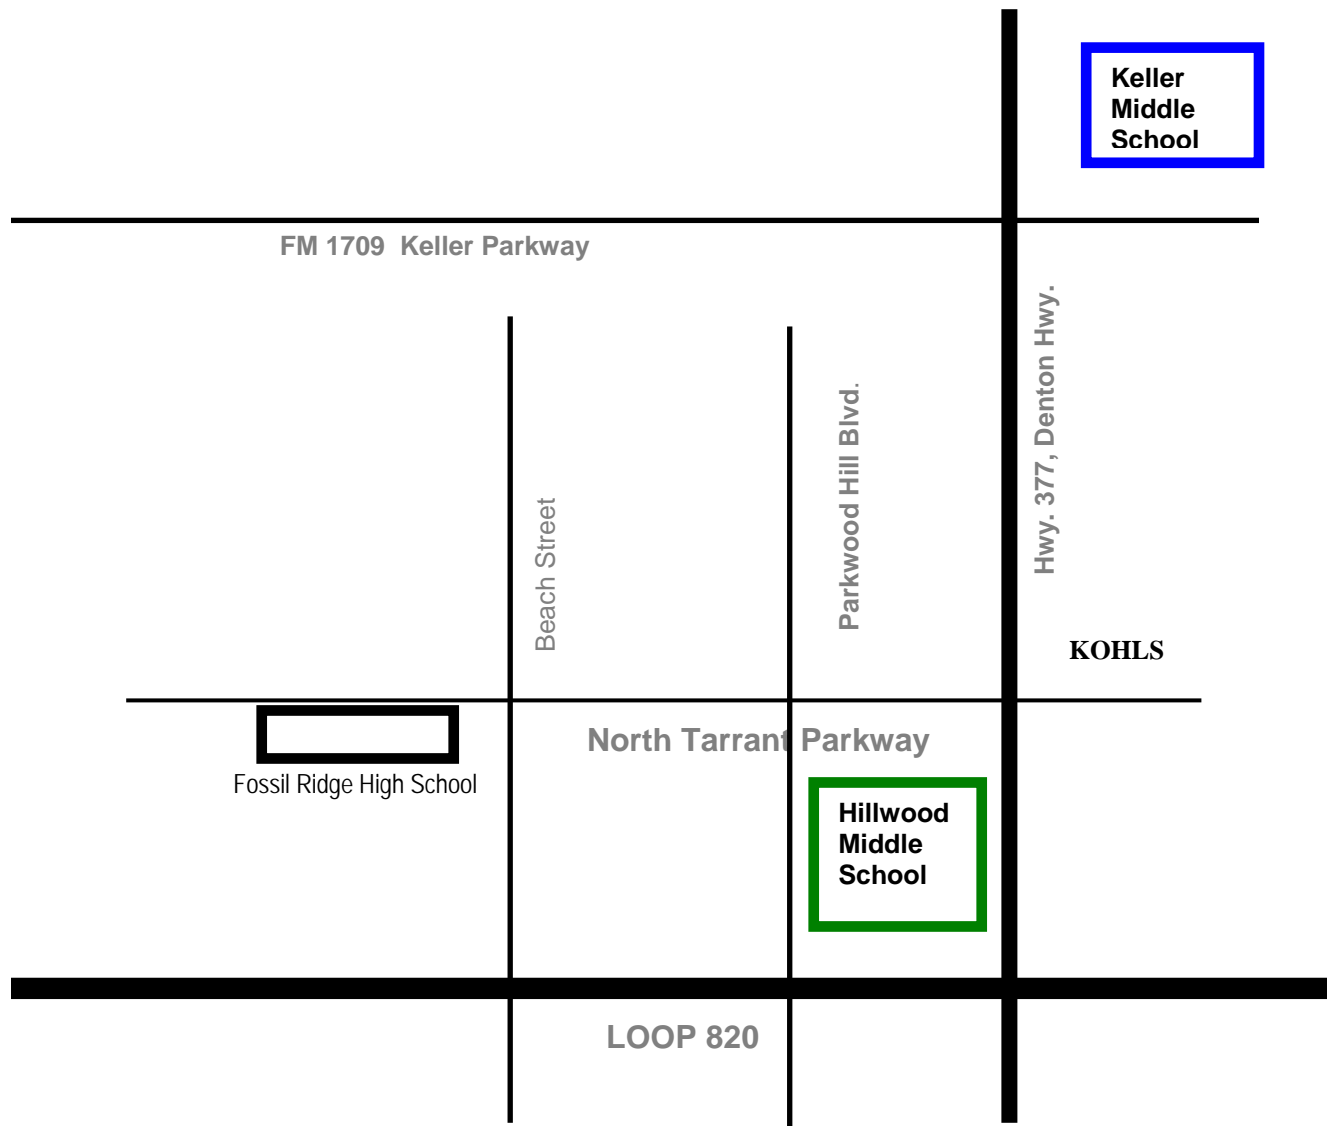 Keller
Middle
School
FM 1709 Keller Parkway
Hwy. 377, Denton Hwy.
Parkwood Hill Blvd.
Beach Street
KOHLS
North Tarrant Parkway
Fossil Ridge High School
Hillwood
Middle
School
LOOP 820